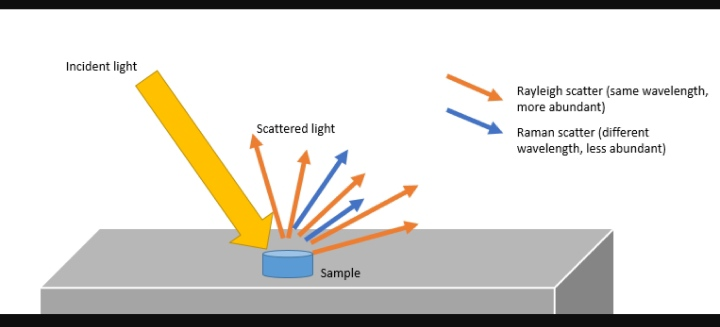 Incident light
Scattered light
Rayleigh scatter (same wavelength,
more abundant)
Raman scatter (different
wavelength, less abundant)
Sample